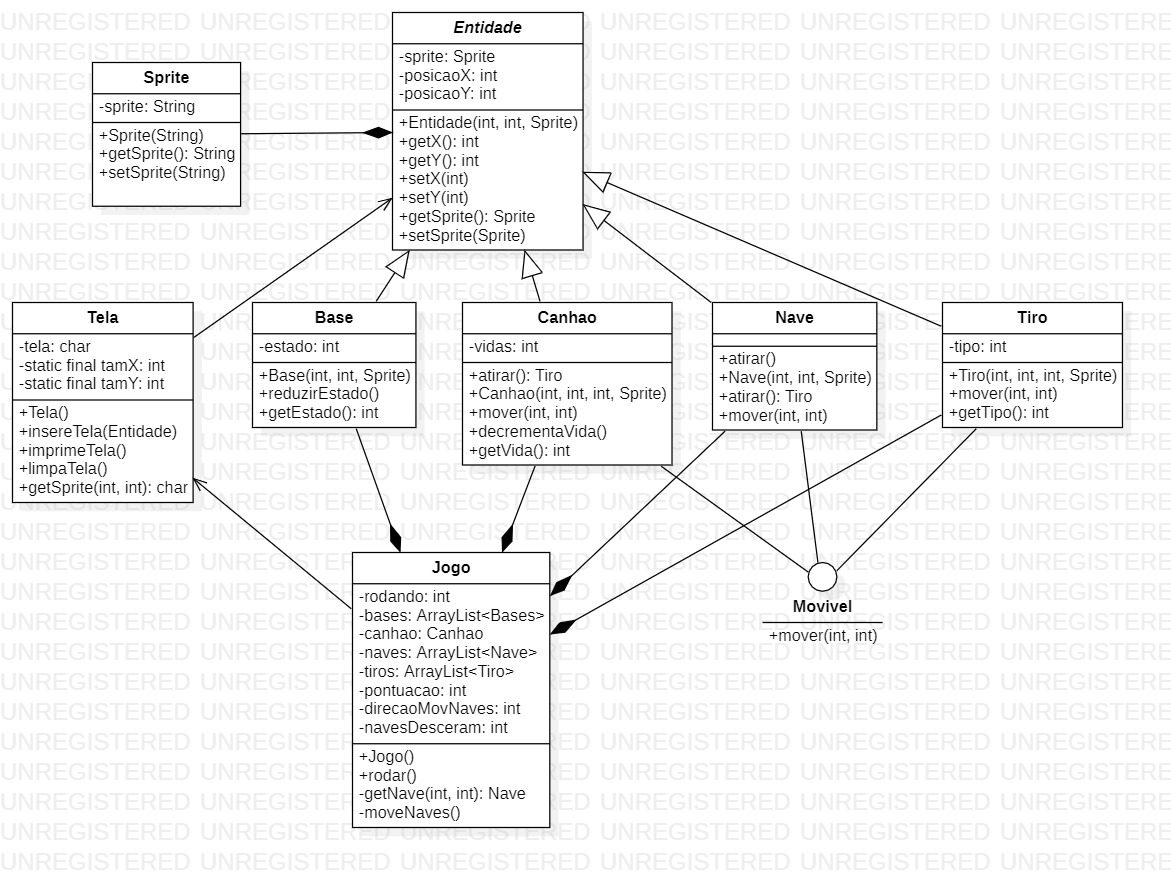 Entidade
-sprite: Sprite
-posicaoX: int
-posicaoY: int
+Entidade(int, int, Sprite)
+getX(): int
+getY(): int
+setX(int)
+setY(int)
+getSprite(): Sprite
+setSprite(Sprite)
Sprite
-sprite: String
+Sprite(String)
+getSprite(): String
+setSprite(String)
Tela
-tela: char
-static final tamX: int
-static final tamY: int
+Tela()
+insereTela(Entidade)
+imprimeTela()
+limpaTela()
+getSprite(int, int): char
Base
-estado: int
+Base(int, int, Sprite)
+reduzirEstado()
+getEstado(): int
Canhao
-vidas: int
+atirar(): Tiro
+Canhao(int, int, int, Sprite)
+mover(int, int)
+decrementaVida()
+getVida(): int
Nave
+atirar()
+Nave(int, int, Sprite)
+atirar(): Tiro
+mover(int, int)
Tiro
-tipo: int
+Tiro(int, int, int, Sprite)
+mover(int, int)
+getTipo(): int
Jogo
-rodando: int
-bases: ArrayList<Bases>
-canhao: Canhao
-naves: ArrayList<Nave>
-tiros: ArrayList<Tiro>
-pontuacao: int
-direcaoMovNaves: int
-navesDesceram: int
+Jogo()
+rodar()
-getNave(int, int): Nave
-moveNaves()
Movivel
+mover(int, int)
UNREGISTERED